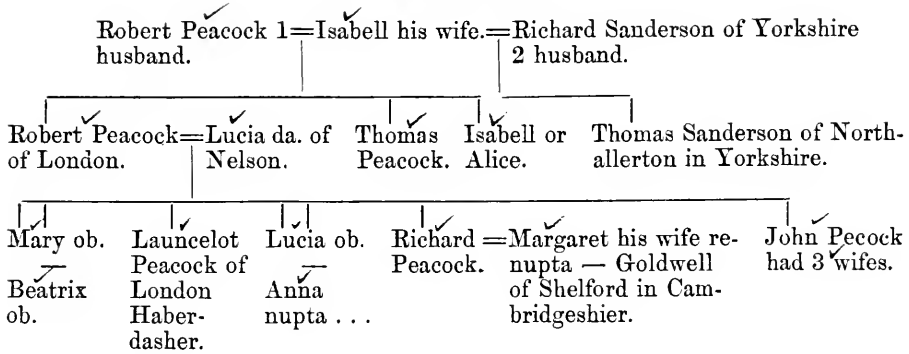 Robert Peacock 1=Isabell his wife.=Richard Sanderson of Yorkshire
husband.
2 husband.
Robert Peacock=Lucia da. of
of London.
Nelson.
Thomas
Peacock.
Isabell or
Alice.
Thomas Sanderson of North-
allerton in Yorkshire.
Mary ob.
Beatrix
ob.
Launcelot
Peacock of
London
Haber-
dasher.
Lucia ob.
Anna
nupta . . .
Richard
Peacock.
=Margaret his wife re-
nupta — Goldwell
of Shelford in Cam-
bridgeshier.
John Pecock
had 3 wifes.